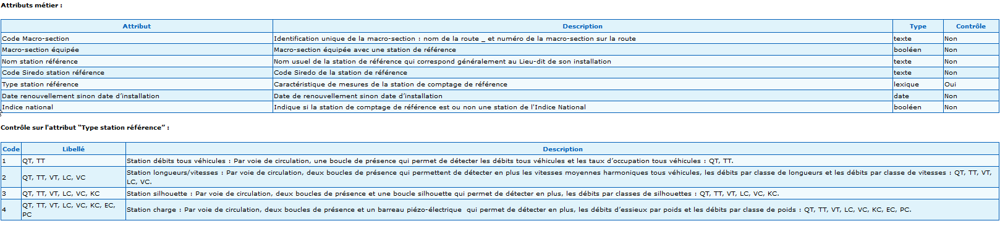 Attributs métier :
Attribut Description Type Contrôle
Code Macro-section Identification unique de la macro-section : nom de la route _ et numéro de la macro-section sur la route texte Non
Macro-section équipée Macro-section équipée avec une station de référence booléen Non
Nom station référence Nom usuel de la station de référence qui correspond généralement au Lieu-dit de son installation texte Non
Code Siredo station référence Code Siredo de la station de référence texte Non
Type station référence Caractéristique de mesures de la station de comptage de référence lexique Oui
Date renouvellement sinon date d’installation Date de renouvellement sinon date d’installation date Non
Indice national Indique si la station de comptage de référence est ou non une station de l'Indice National booléen Non
Contrôle sur l'attribut “Type station référence” :
Code Libellé Description
1 QT, TT Station débits tous véhicules : Par voie de circulation, une boucle de présence qui permet de détecter les débits tous véhicules et les taux d’occupation tous véhicules : QT, TT.
2 QT, TT, VT, LC, VC Station longueurs/vitesses : Par voie de circulation, deux boucles de présence qui permettent de détecter en plus les vitesses moyennes harmoniques tous véhicules, les débits par classe de longueurs et les débits par classe de vitesses : QT, TT, VT,
LC, VC.
3 QT, TT, VT, LC, VC, KC Station silhouette : Par voie de circulation, deux boucles de présence et une boucle silhouette qui permet de détecter en plus, les débits par classes de silhouettes : QT, TT, VT, LC, VC, KC.
4 QT, TT, VT, LC, VC, KC, EC,
PC Station charge : Par voie de circulation, deux boucles de présence et un barreau piézo-électrique qui permet de détecter en plus, les débits d’essieux par poids et les débits par classe de poids : QT, TT, VT, LC, VC, KC, EC, PC.